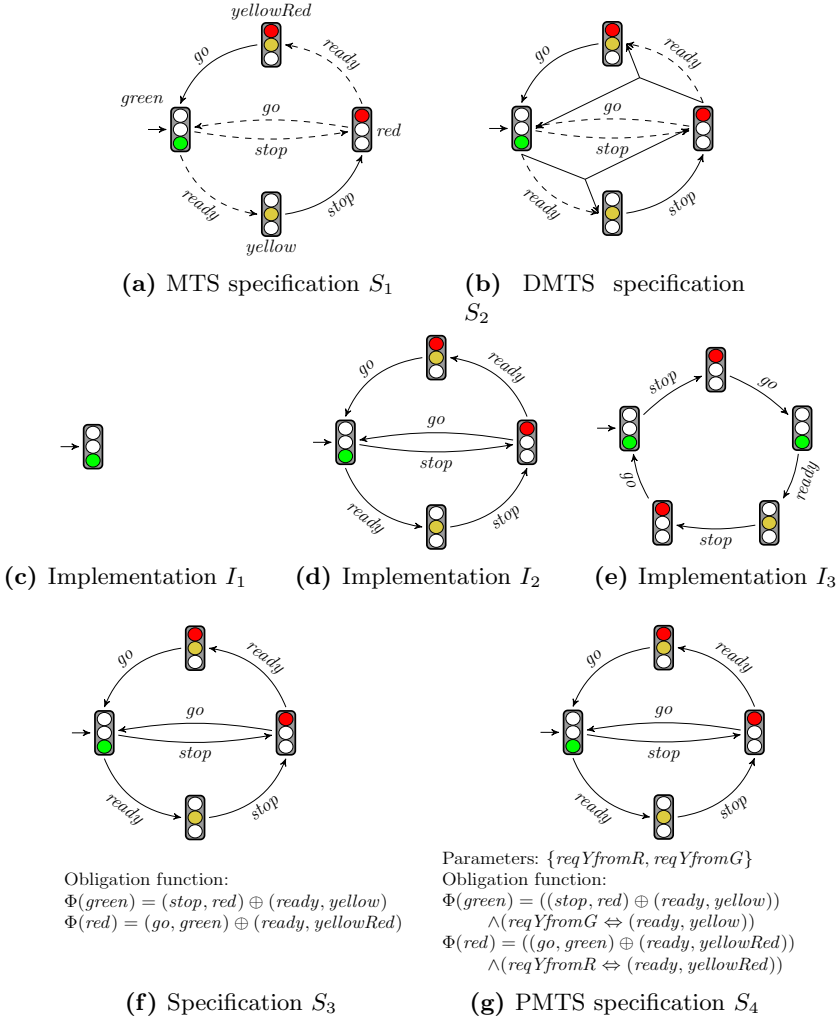 yellowRed
go
ready
green
go
stop
red
ready
stop
yellow
go
ready
go
stop
ready
stop
(a) MTS specification S₁
(b) DMTS specification
S₂
go
ready
go
stop
ready
stop
stop
go
ready
stop
go
(c) Implementation I₁
(d) Implementation I₂
(e) Implementation I₃
go
ready
go
stop
ready
stop
go
ready
go
stop
ready
stop
Obligation function:
Φ(green) = (stop, red) ⊕ (ready, yellow)
Φ(red) = (go, green) ⊕ (ready, yellowRed)
Parameters: {reqYfromR, reqYfromG}
Obligation function:
Φ(green) = ((stop, red) ⊕ (ready, yellow))
∧(reqYfromG ⇔ (ready, yellow))
Φ(red) = ((go, green) ⊕ (ready, yellowRed))
∧(reqYfromR ⇔ (ready, yellowRed))
(f) Specification S₃
(g) PMTS specification S₄